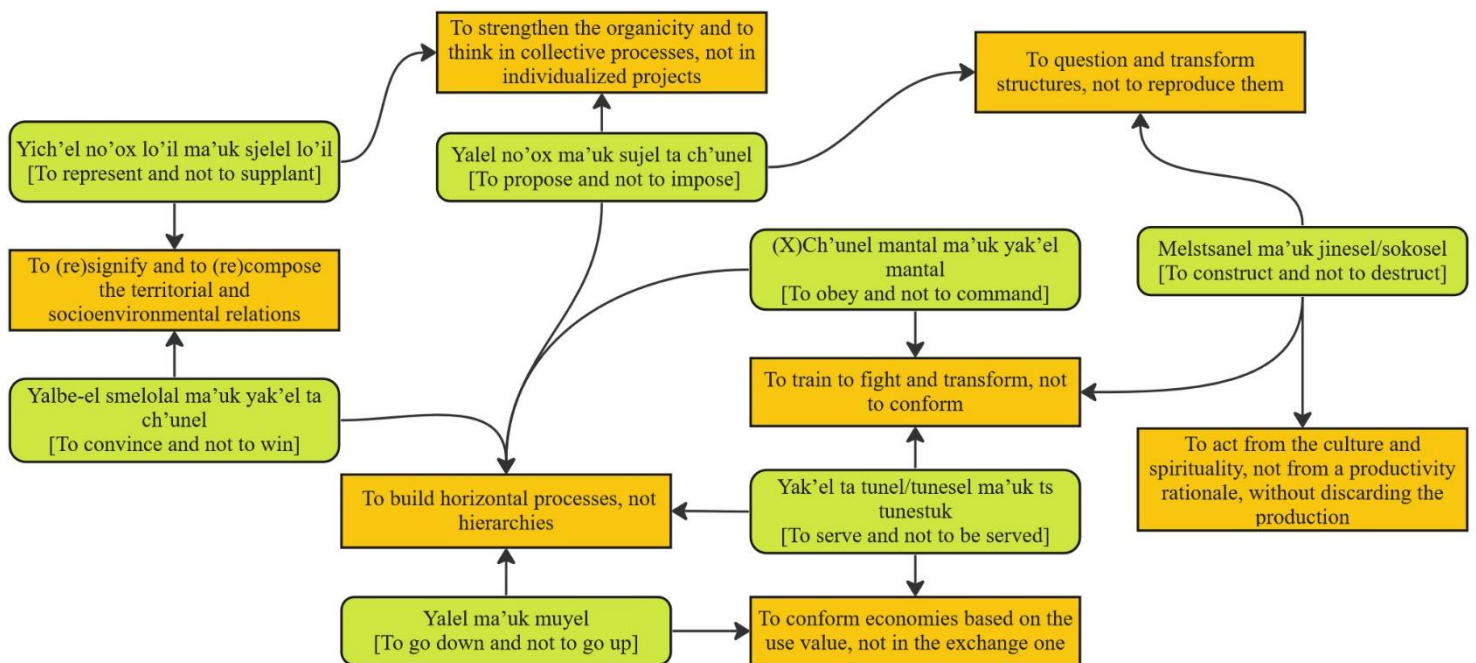 To strengthen the organicity and to
think in collective processes, not in
individualized projects
To question and transform
structures, not to reproduce them
Yich’el no’ox lo’il ma’uk sjelel lo’il
[To represent and not to supplant]
Yalel no’ox ma’uk sujel ta ch’unel
[To propose and not to impose]
To (re)signify and to (re)compose
the territorial and
socioenvironmental relations
(X)Ch’unel mantal ma’uk yak’el
mantal
[To obey and not to command]
Melstsanel ma’uk jinesel/sokosel
[To construct and not to destruct]
Yalbe-el smelolal ma’uk yak’el ta
ch’unel
[To convince and not to win]
To train to fight and transform, not
to conform
To act from the culture and
spirituality, not from a productivity
rationale, without discarding the
production
To build horizontal processes, not
hierarchies
Yak’el ta tunel/tunesel ma’uk ts
tunestuk
[To serve and not to be served]
Yalel ma’uk muyel
[To go down and not to go up]
To conform economies based on the
use value, not in the exchange one